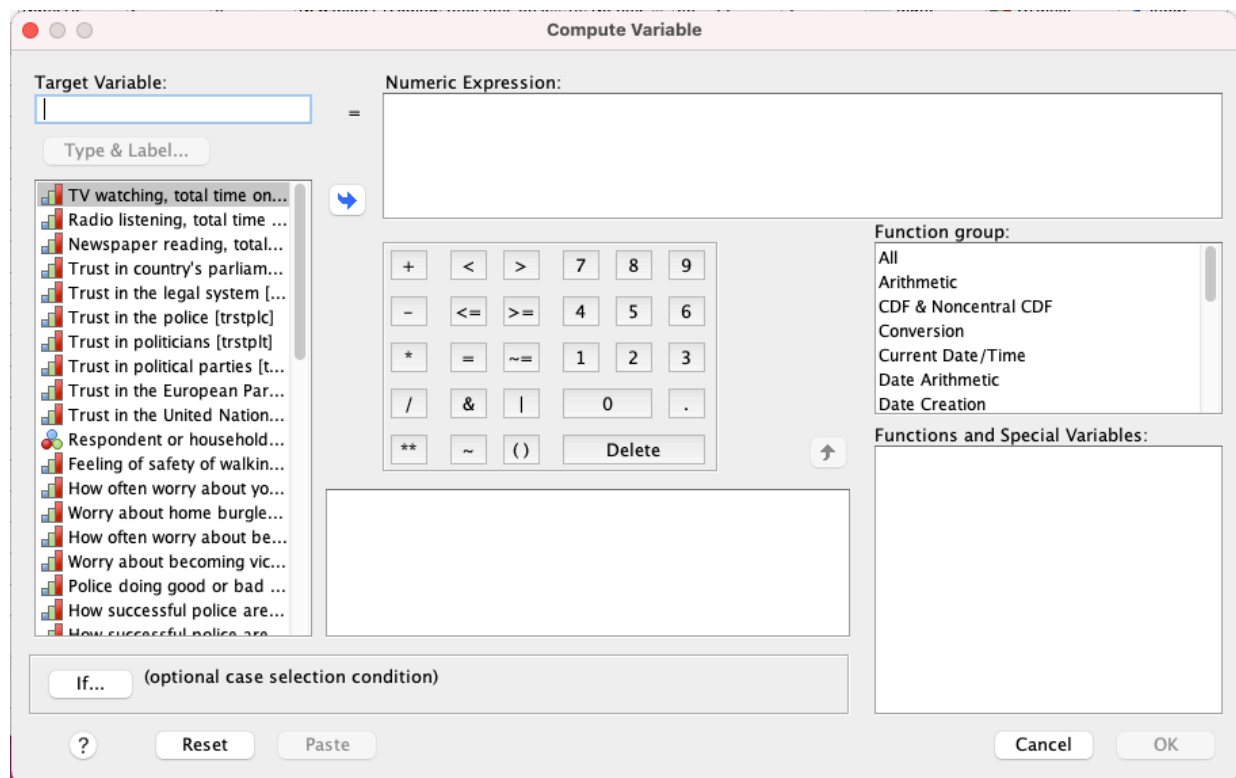 Compute Variable
Target Variable:
Numeric Expression:
=
Type & Label...
TV watching, total time on...
Radio listening, total time ...
Newspaper reading, total...
Trust in country's parliam...
Trust in the legal system [...
Trust in the police [trstplc]
Trust in politicians [trstplt]
Trust in political parties [t...
Trust in the European Par...
Trust in the United Nation...
Respondent or household...
Feeling of safety of walkin...
How often worry about yo...
Worry about home burgle...
How often worry about be...
Worry about becoming vic...
Police doing good or bad ...
How successful police are...
How successful police are
+ < > 7 8 9
- <= >= 4 5 6
* = ~= 1 2 3
/ & | 0 .
** ~ () Delete
Function group:
All
Arithmetic
CDF & Noncentral CDF
Conversion
Current Date/Time
Date Arithmetic
Date Creation
Functions and Special Variables:
If... (optional case selection condition)
? Reset Paste Cancel OK